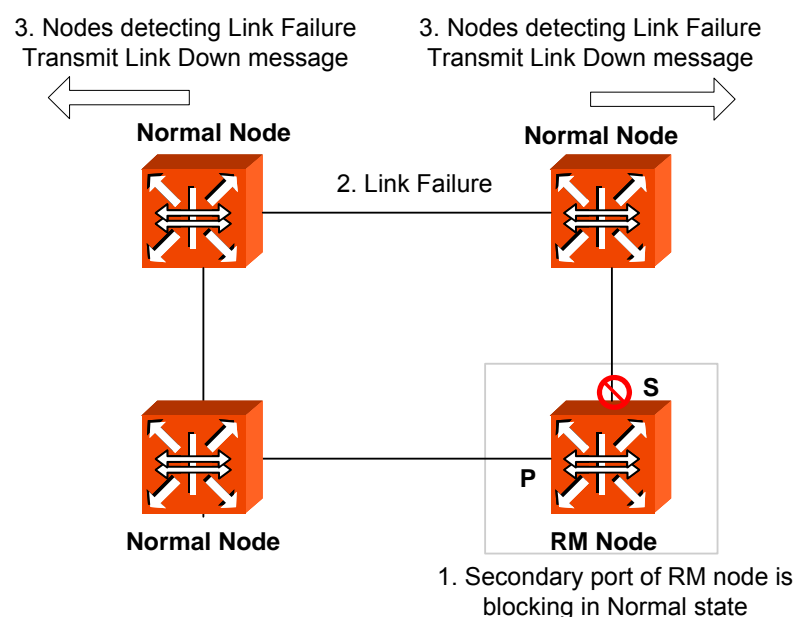 3. Nodes detecting Link Failure
Transmit Link Down message
3. Nodes detecting Link Failure
Transmit Link Down message
Normal Node
Normal Node
2. Link Failure
S
P
Normal Node
RM Node
1. Secondary port of RM node is
blocking in Normal state